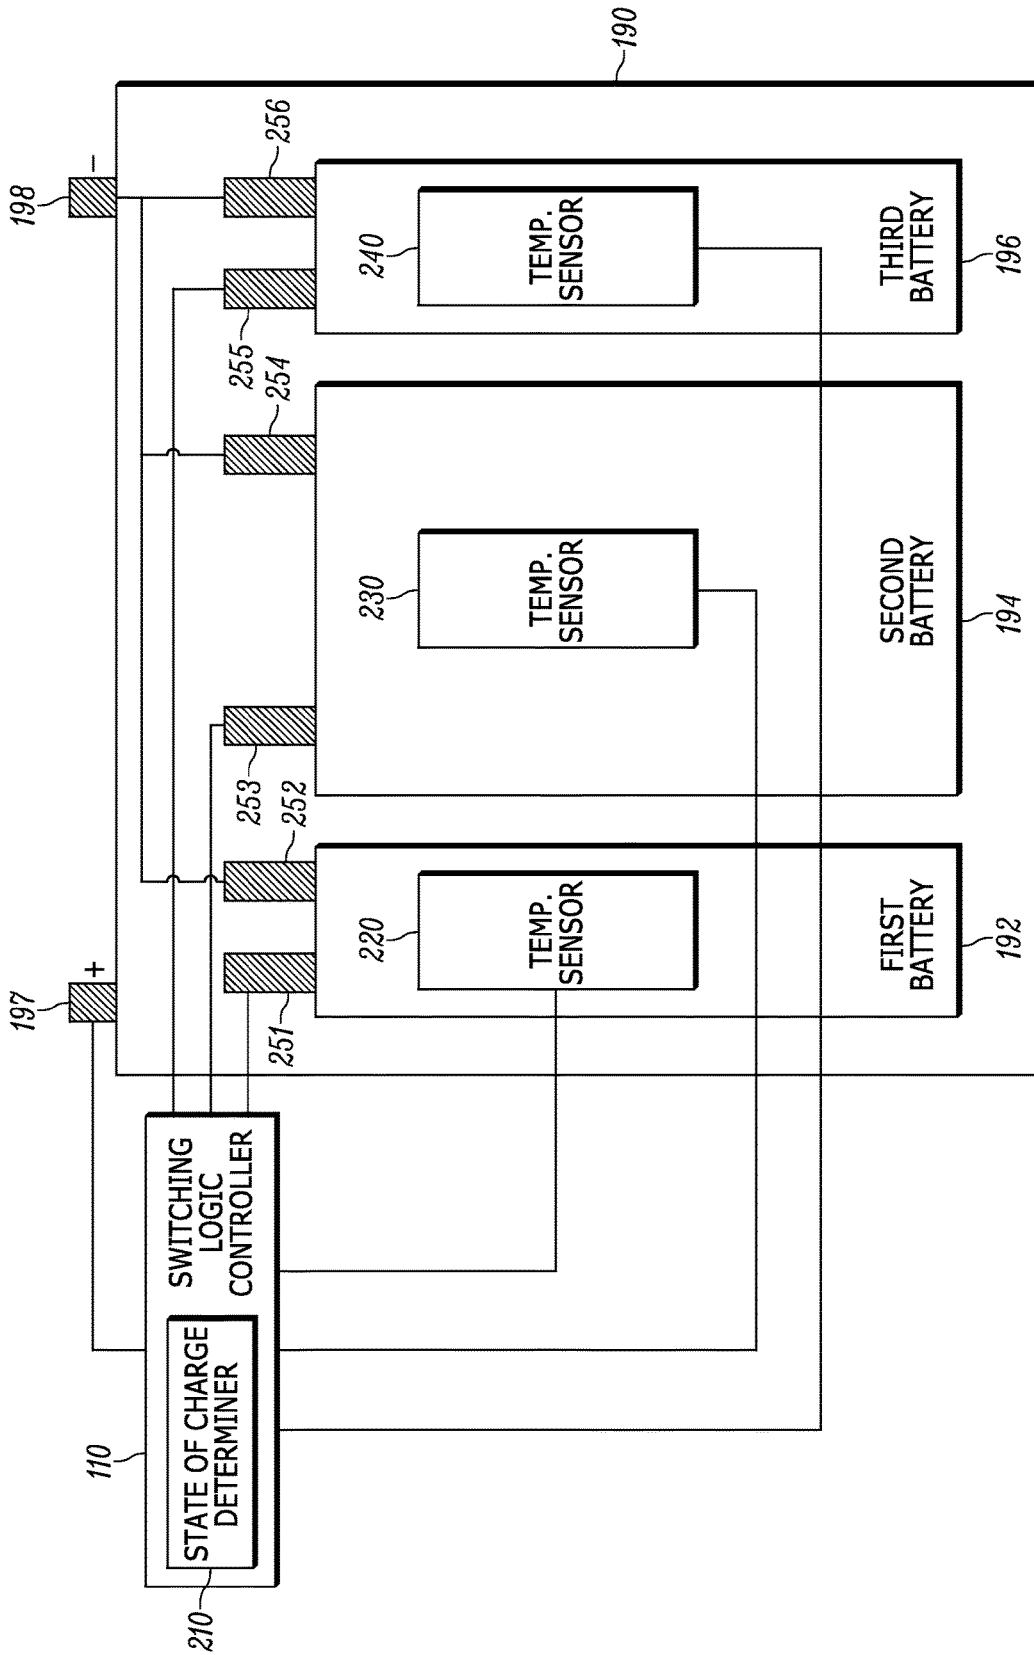 110
210
STATE OF CHARGE
DETERMINER
SWITCHING
LOGIC
CONTROLLER
197
+
198
−
190
251
252
253
254
255
256
220
TEMP.
SENSOR
FIRST
BATTERY
192
230
TEMP.
SENSOR
SECOND
BATTERY
194
240
TEMP.
SENSOR
THIRD
BATTERY
196